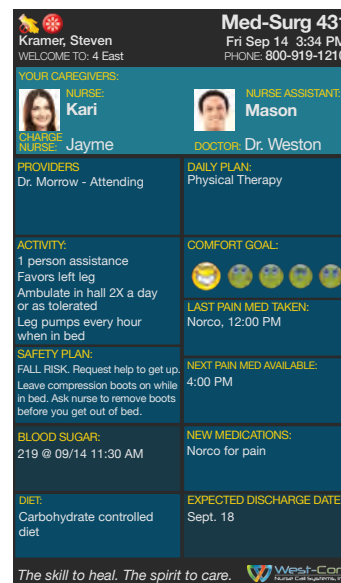 Med-Surg 431
Kramer, Steven
Fri Sep 14 3:34 PM
WELCOME TO: 4 East
PHONE: 800-919-1210
YOUR CAREGIVERS:
NURSE:
Kari
NURSE ASSISTANT:
Mason
CHARGE NURSE: Jayme
DOCTOR: Dr. Weston
PROVIDERS
Dr. Morrow - Attending
DAILY PLAN:
Physical Therapy
ACTIVITY:
1 person assistance
Favors left leg
Ambulate in hall 2X a day
or as tolerated
Leg pumps every hour
when in bed
COMFORT GOAL:
LAST PAIN MED TAKEN:
Norco, 12:00 PM
SAFETY PLAN:
FALL RISK. Request help to get up.
Leave compression boots on while
in bed. Ask nurse to remove boots
before you get out of bed.
NEXT PAIN MED AVAILABLE:
4:00 PM
BLOOD SUGAR:
219 @ 09/14 11:30 AM
NEW MEDICATIONS:
Norco for pain
DIET:
Carbohydrate controlled
diet
EXPECTED DISCHARGE DATE
Sept. 18
The skill to heal. The spirit to care.
West-Com
Nurse Call Systems, In